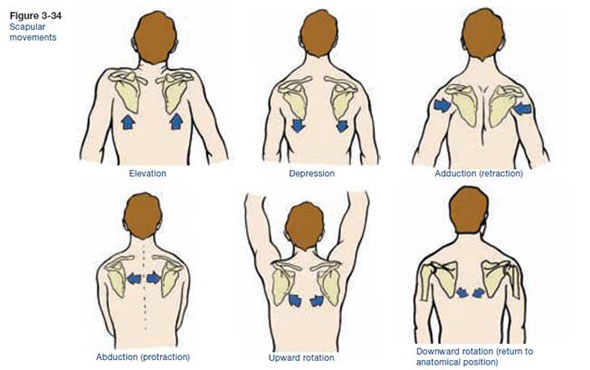 Figure 3-34
Scapular
movements
Elevation
Depression
Adduction (retraction)
Abduction (protraction)
Upward rotation
Downward rotation (return to
anatomical position)